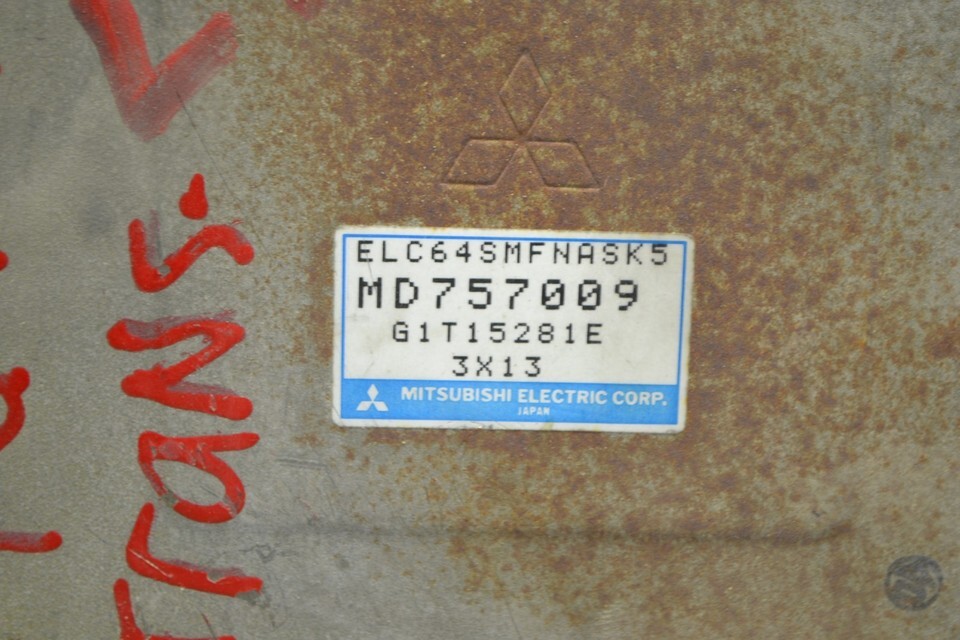 ELC64SMFNASK5
MD757009
G1T15281E
3X13
MITSUBISHI ELECTRIC CORP.
JAPAN
Trans.